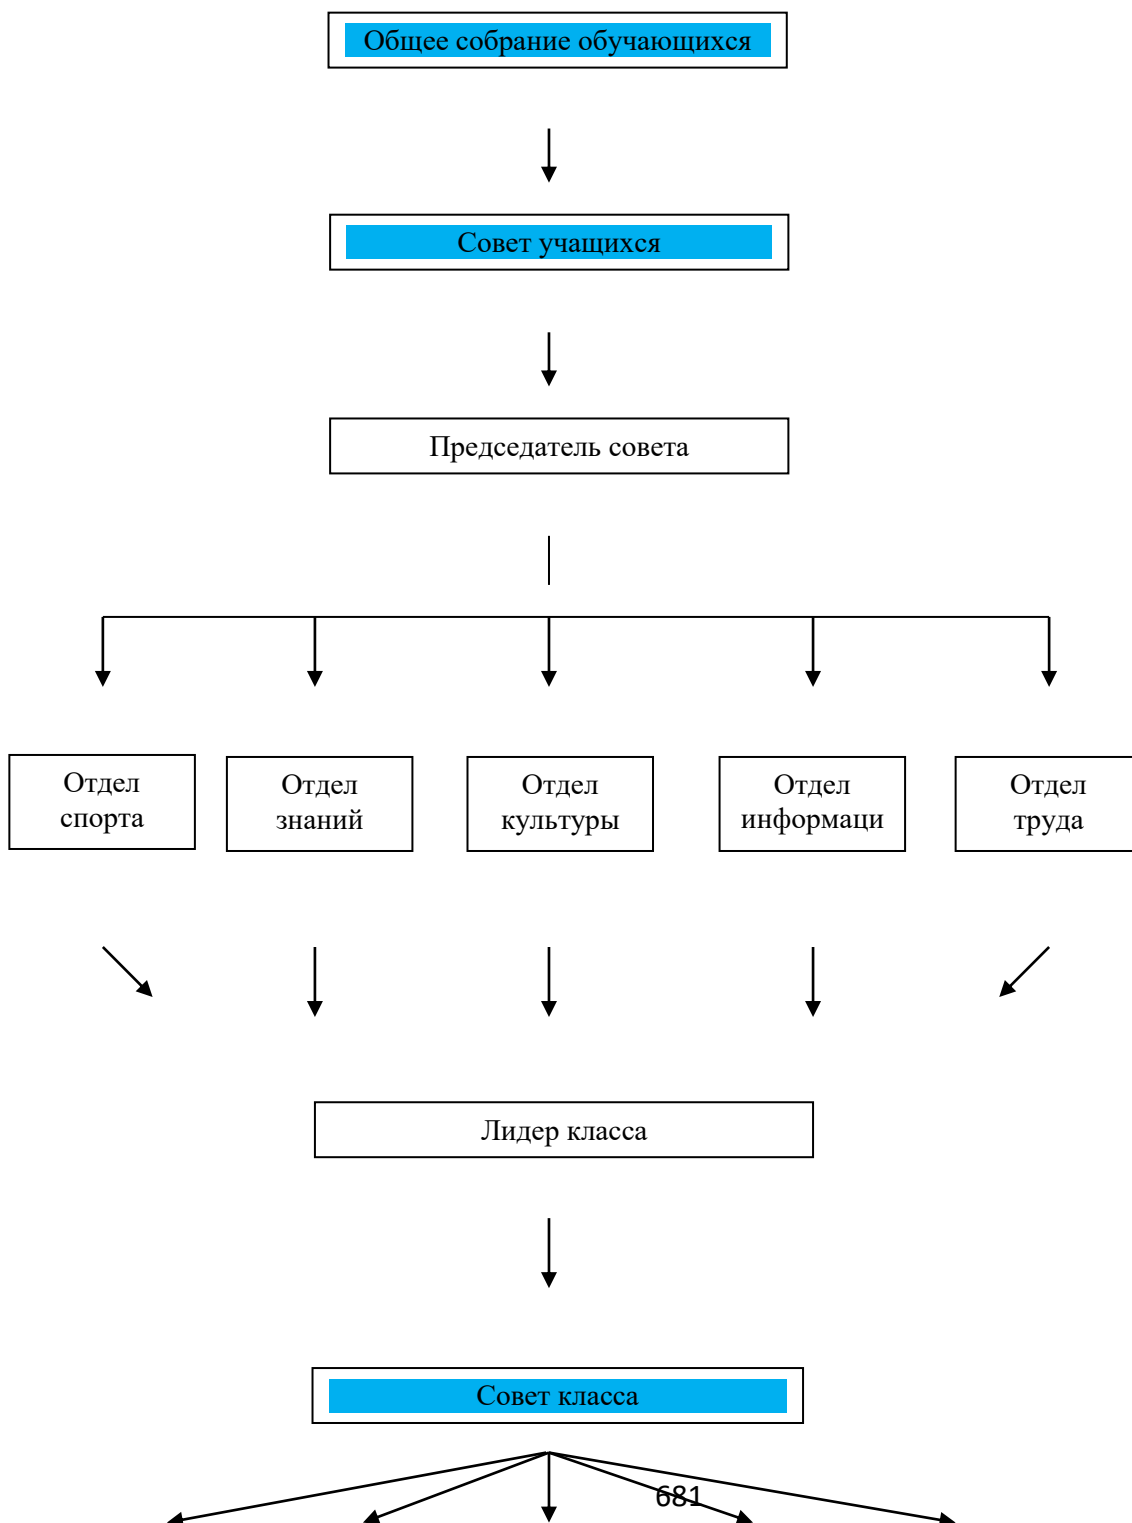 Общее собрание обучающихся
Совет учащихся
Председатель совета
Отдел
спорта
Отдел
знаний
Отдел
культуры
Отдел
информаци
Отдел
труда
Лидер класса
Совет класса
681